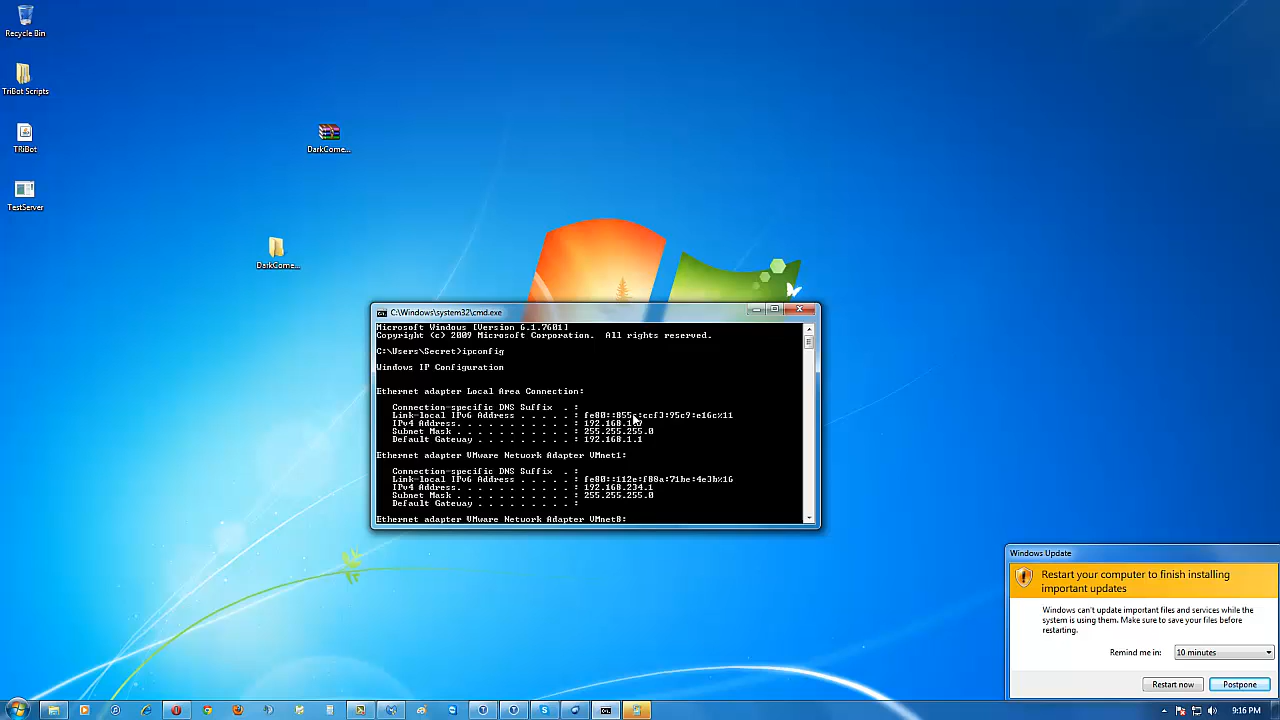 Recycle Bin
TriBot Scripts
TRiBot
TestServer
DarkCome...
DarkCome...
C:\Windows\system32\cmd.exe
Microsoft Windows [Version 6.1.7601]
Copyright (c) 2009 Microsoft Corporation.  All rights reserved.
C:\Users\Secret>ipconfig
Windows IP Configuration
Ethernet adapter Local Area Connection:
Connection-specific DNS Suffix  . :
Link-local IPv6 Address . . . . . :
IPv4 Address. . . . . . . . . . . :
Subnet Mask . . . . . . . . . . . : 255.255.255.0
Default Gateway . . . . . . . . . : 192.168.1.1
Ethernet adapter VMware Network Adapter VMnet1:
Connection-specific DNS Suffix  . :
Link-local IPv6 Address . . . . . : fe80::112e:f88a:71be:4e3b%16
IPv4 Address. . . . . . . . . . . : 192.168.234.1
Subnet Mask . . . . . . . . . . . : 255.255.255.0
Default Gateway . . . . . . . . . :
Ethernet adapter VMware Network Adapter VMnet8:
Windows Update
Restart your computer to finish installing
important updates
Windows can't update important files and services while the
system is using them. Make sure to save your files before
restarting.
Remind me in: 10 minutes
Restart now Postpone
9:16 PM